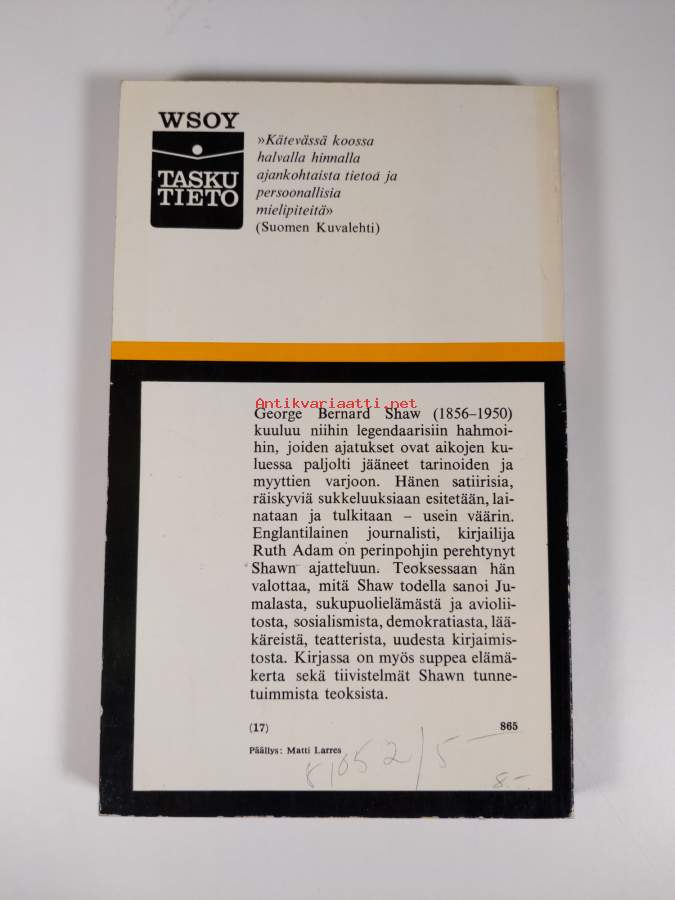 WSOY
TASKU
TIETO
»Kätevässä koossa
halvalla hinnalla
ajankohtaista tietoa ja
persoonallisia
mielipiteitä»
(Suomen Kuvalehti)
Antikvariaatti.net
George Bernard Shaw (1856–1950)
kuuluu niihin legendaarisiin hahmoi-
hin, joiden ajatukset ovat aikojen ku-
luessa paljolti jääneet tarinoiden ja
myyttien varjoon. Hänen satiirisia,
räiskyviä sukkeluuksiaan esitetään, lai-
nataan ja tulkitaan – usein väärin.
Englantilainen journalisti, kirjailija
Ruth Adam on perinpohjin perehtynyt
Shawn ajatteluun. Teoksessaan hän
valottaa, mitä Shaw todella sanoi Ju-
malasta, sukupuolielämästä ja avioliі-
tosta, sosialismista, demokratiasta, lää-
käreistä, teatterista, uudesta kirjaimis-
tosta. Kirjassa on myös suppea elämä-
kerta sekä tiivistelmät Shawn tunne-
tuimmista teoksista.
(17) 865
Päällys: Matti Larres
8-